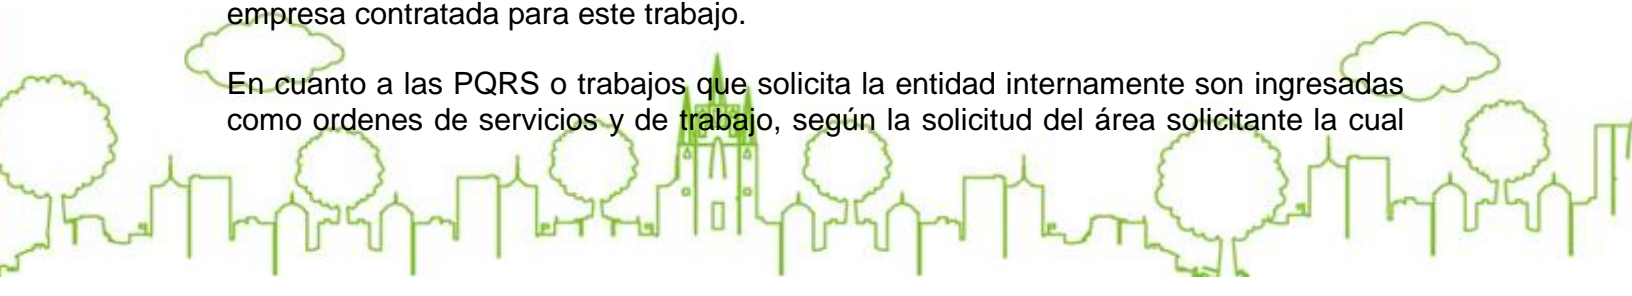 empresa contratada para este trabajo.
En cuanto a las PQRS o trabajos que solicita la entidad internamente son ingresadas
como ordenes de servicios y de trabajo, según la solicitud del área solicitante la cual